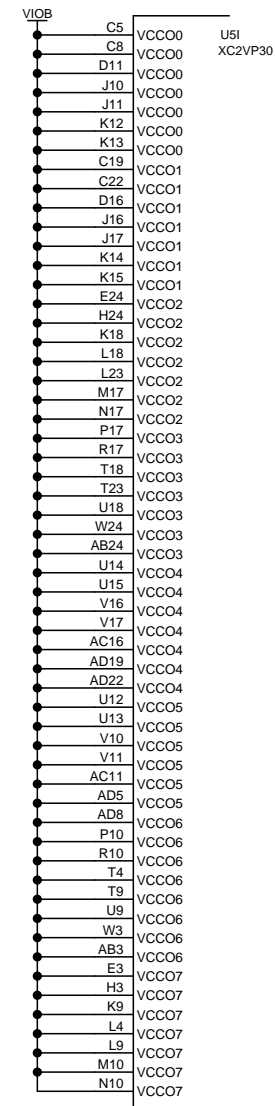 VIOB
U5I
XC2VP30
C5 VCCO0
C8 VCCO0
D11 VCCO0
J10 VCCO0
J11 VCCO0
K12 VCCO0
K13 VCCO0
C19 VCCO1
C22 VCCO1
D16 VCCO1
J16 VCCO1
J17 VCCO1
K14 VCCO1
K15 VCCO1
E24 VCCO2
H24 VCCO2
K18 VCCO2
L18 VCCO2
L23 VCCO2
M17 VCCO2
N17 VCCO2
P17 VCCO3
R17 VCCO3
T18 VCCO3
T23 VCCO3
U18 VCCO3
W24 VCCO3
AB24 VCCO3
U14 VCCO4
U15 VCCO4
V16 VCCO4
V17 VCCO4
AC16 VCCO4
AD19 VCCO4
AD22 VCCO4
U12 VCCO5
U13 VCCO5
V10 VCCO5
V11 VCCO5
AC11 VCCO5
AD5 VCCO5
AD8 VCCO5
P10 VCCO6
R10 VCCO6
T4 VCCO6
T9 VCCO6
U9 VCCO6
W3 VCCO6
AB3 VCCO6
E3 VCCO7
H3 VCCO7
K9 VCCO7
L4 VCCO7
L9 VCCO7
M10 VCCO7
N10 VCCO7